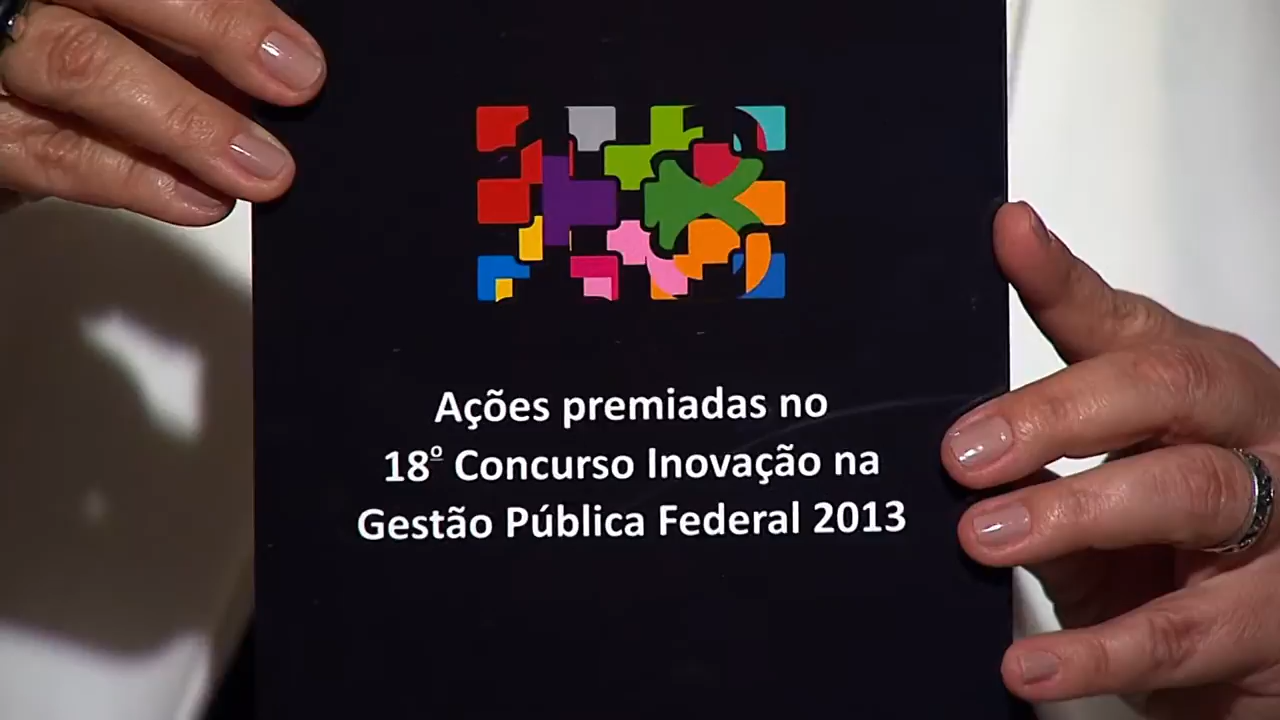 Ações premiadas no
18º Concurso Inovação na
Gestão Pública Federal 2013